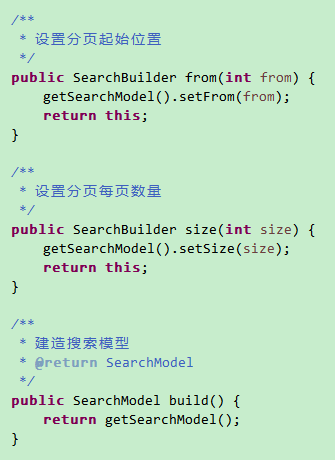 /**
 * 设置分页起始位置
 */
public SearchBuilder from(int from) {
    getSearchModel().setFrom(from);
    return this;
}
/**
 * 设置分页每页数量
 */
public SearchBuilder size(int size) {
    getSearchModel().setSize(size);
    return this;
}
/**
 * 建造搜索模型
 * @return SearchModel
 */
public SearchModel build() {
    return getSearchModel();
}